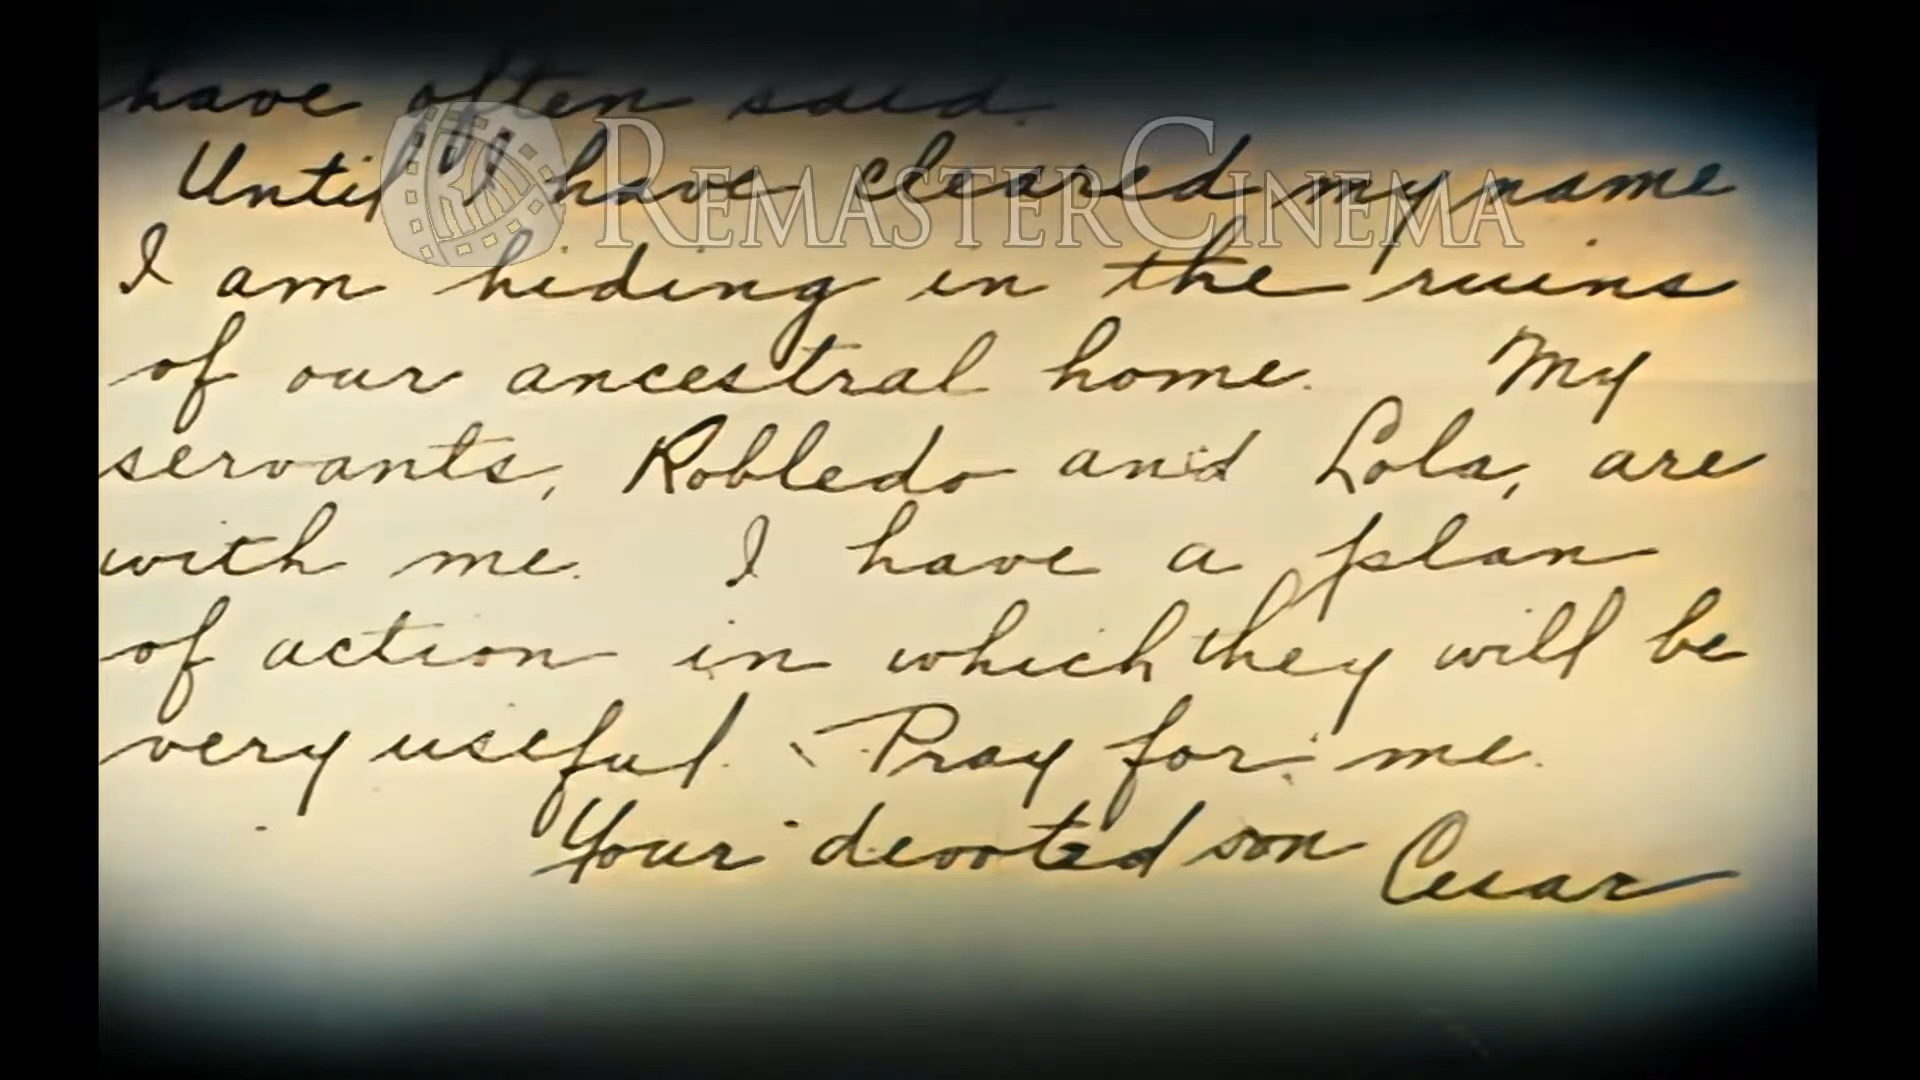 have often said.
Until I have cleared my name
REMASTERCINEMA
I am hiding in the ruins
of our ancestral home. My
servants, Robledo and Lola, are
with me. I have a plan
of action in which they will be
very useful. Pray for me.
Your devoted son Cesar